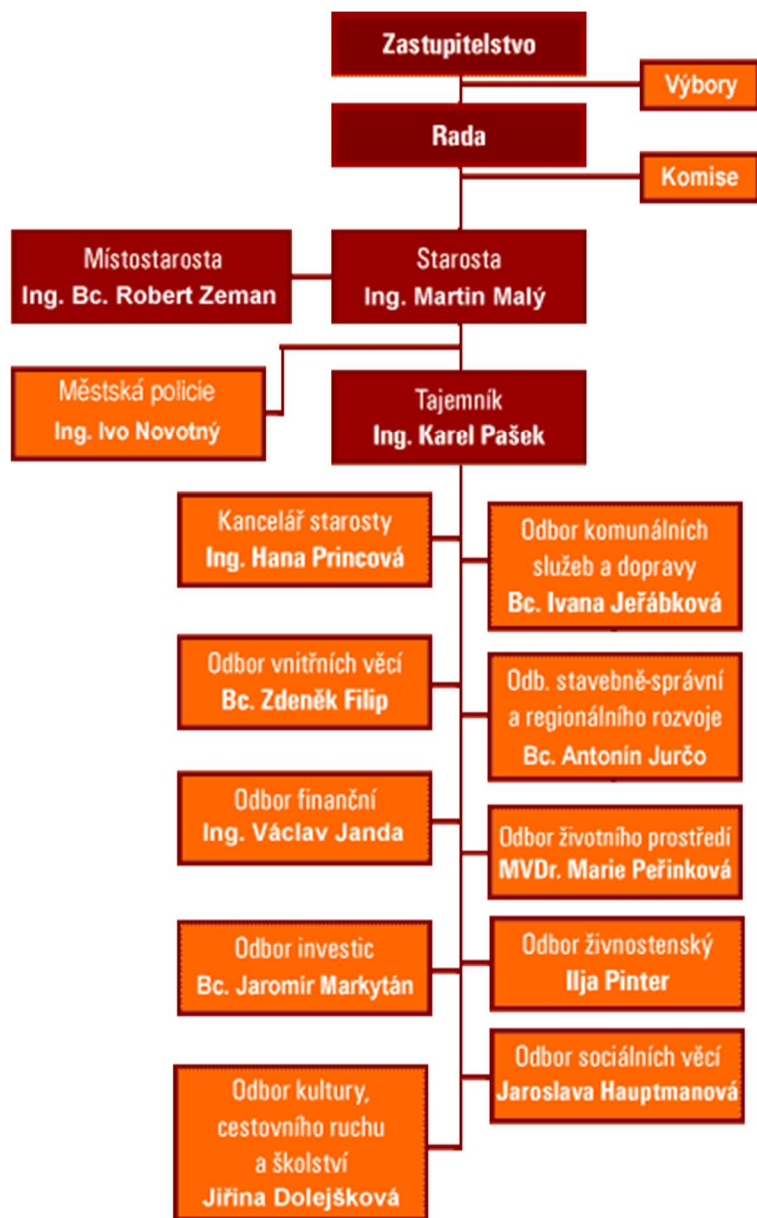 Zastupitelstvo
Výbory
Rada
Komise
Místostarosta
Ing. Bc. Robert Zeman
Starosta
Ing. Martin Malý
Městská policie
Ing. Ivo Novotný
Tajemník
Ing. Karel Pašek
Kancelář starosty
Ing. Hana Princová
Odbor komunálních
služeb a dopravy
Bc. Ivana Jeřábková
Odbor vnitřních věcí
Bc. Zdeněk Filip
Odb. stavebně-správní
a regionálního rozvoje
Bc. Antonín Jurčo
Odbor finanční
Ing. Václav Janda
Odbor životního prostředí
MVDr. Marie Peřinková
Odbor investic
Bc. Jaromír Markytán
Odbor živnostenský
Ilja Pinter
Odbor sociálních věcí
Jaroslava Hauptmanová
Odbor kultury,
cestovního ruchu
a školství
Jiřina Dolejšková